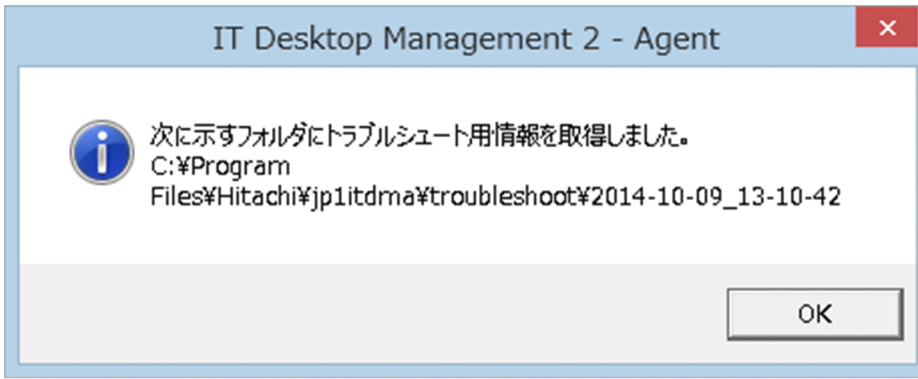 IT Desktop Management 2 - Agent
次に示すフォルダにトラブルシュート用情報を取得しました。
C:¥Program
Files¥Hitachi¥jp1itdma¥troubleshoot¥2014-10-09_13-10-42
OK